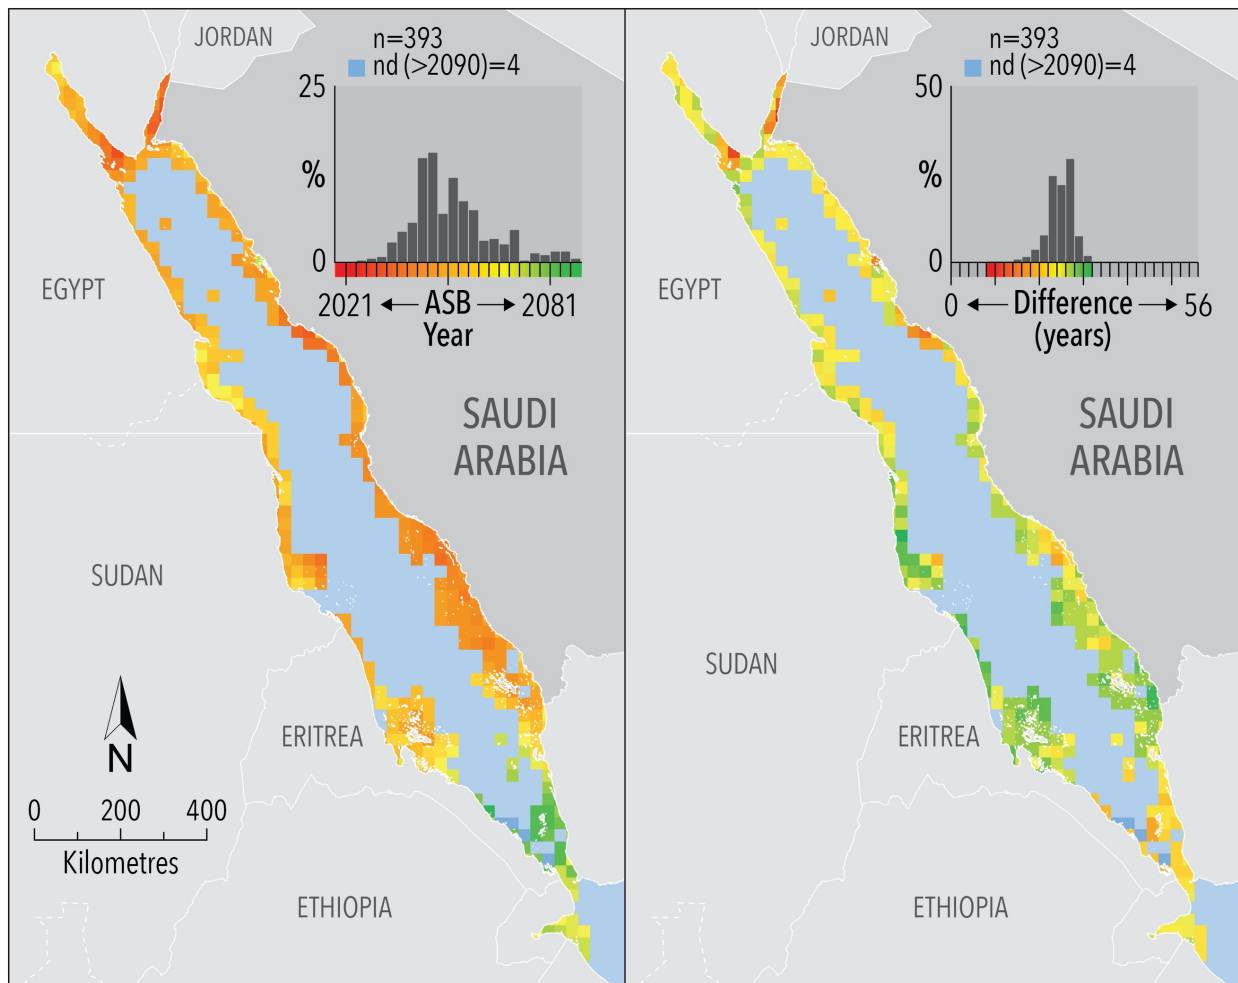 JORDAN
n=393
nd (>2090)=4
25
%
0
2021 ASB 2081
Year
EGYPT
SAUDI
ARABIA
SUDAN
N
ERITREA
0 200 400
Kilometres
ETHIOPIA
JORDAN
n=393
nd (>2090)=4
50
%
0
0 Difference 56
(years)
EGYPT
SAUDI
ARABIA
SUDAN
ERITREA
ETHIOPIA